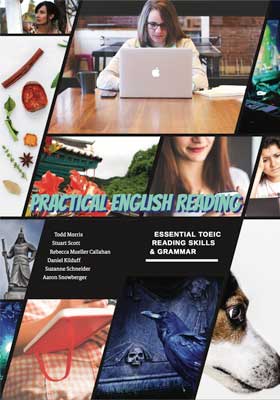 PRACTICAL ENGLISH READING
Todd Morris
Stuart Scott
Rebecca Mueller Callahan
Daniel Kilduff
Suzanne Schneider
Aaron Snowberger
ESSENTIAL TOEIC
READING SKILLS
& GRAMMAR